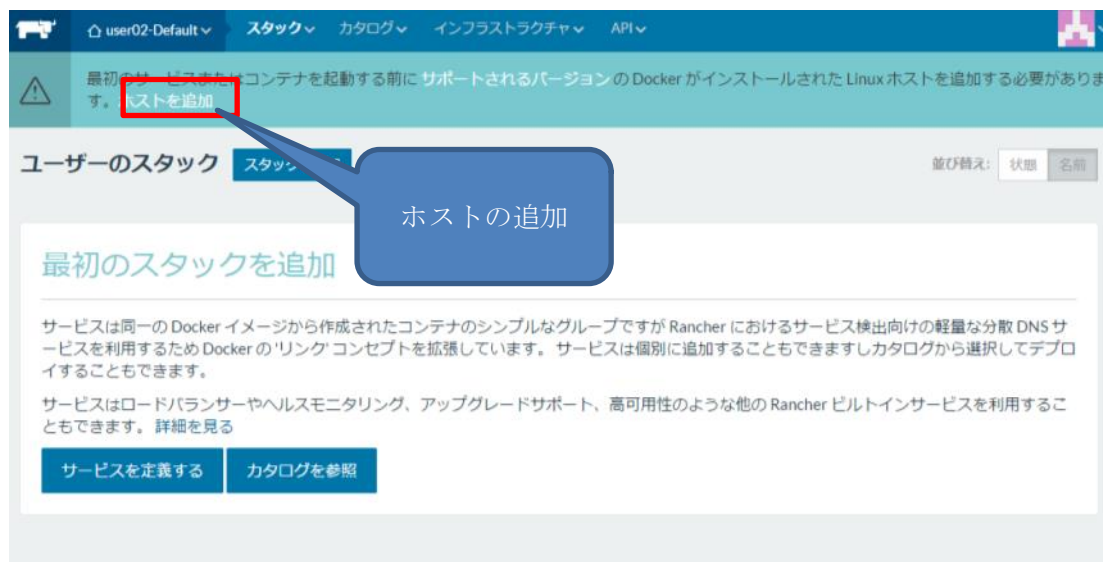 user02-Default スタック カタログ インフラストラクチャ API
最初のサービスまたはコンテナを起動する前に サポートされるバージョン の Docker がインストールされた Linux ホストを追加する必要がありま
す。 ホストを追加
ユーザーのスタック スタック 並び替え: 状態 名前
ホストの追加
最初のスタックを追加
サービスは同一の Docker イメージから作成されたコンテナのシンプルなグループですが Rancher におけるサービス検出向けの軽量な分散 DNS サ
ービスを利用するため Docker の 'リンク' コンセプトを拡張しています。 サービスは個別に追加することもできますしカタログから選択してデプロ
イすることもできます。
サービスはロードバランサーやヘルスモニタリング、アップグレードサポート、高可用性のような他の Rancher ビルトインサービスを利用するこ
ともできます。 詳細を見る
サービスを定義する カタログを参照